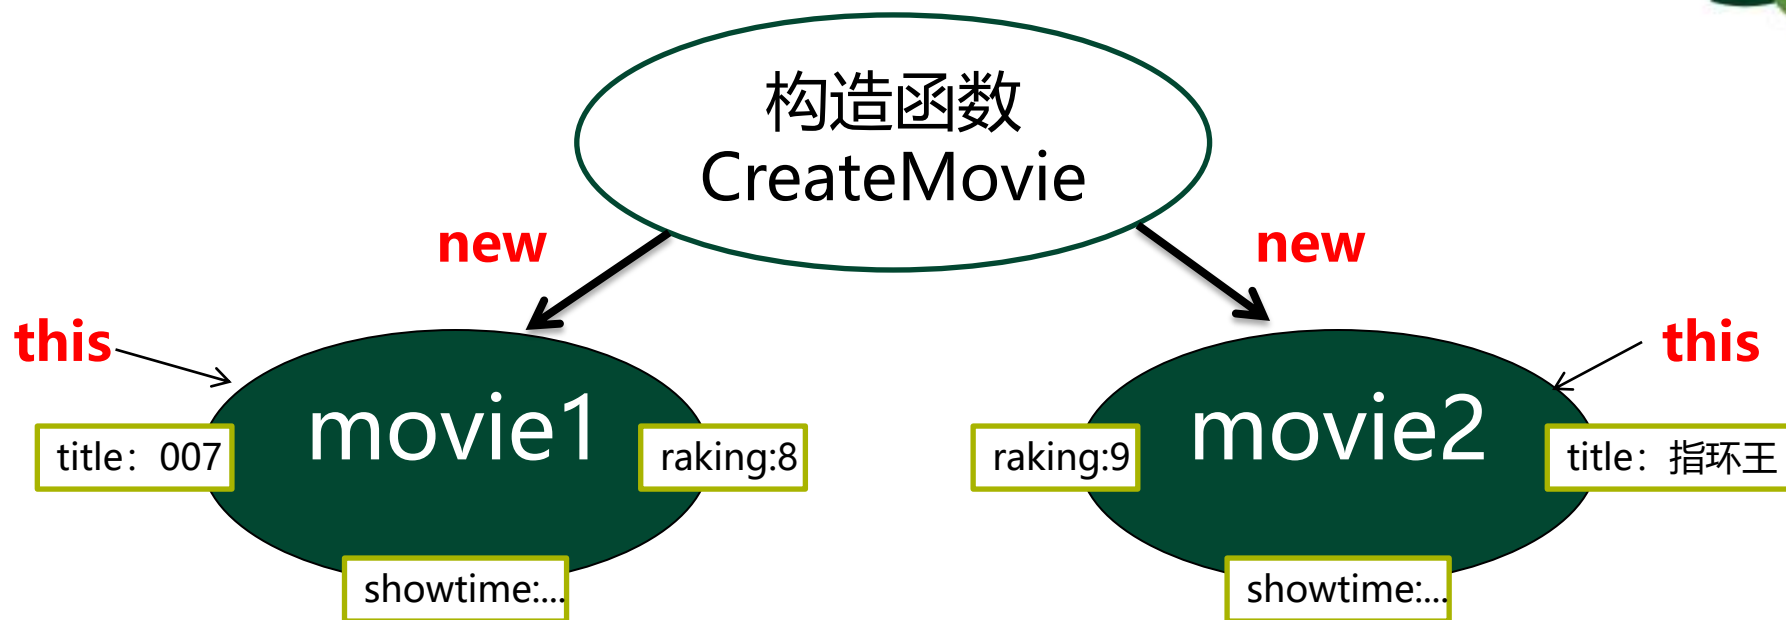 构造函数
CreateMovie
new
new
this
this
movie1
movie2
title：007
raking:8
raking:9
title：指环王
showtime:...
showtime:...